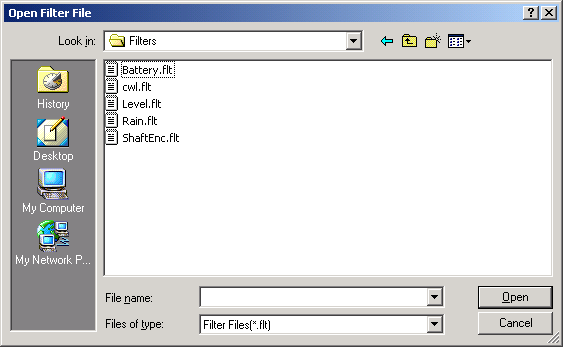 Open Filter File
Look in: Filters
Battery.flt
cwl.flt
Level.flt
Rain.flt
ShaftEnc.flt
History
Desktop
My Computer
My Network P...
File name:
Open
Files of type: Filter Files(*.flt)
Cancel